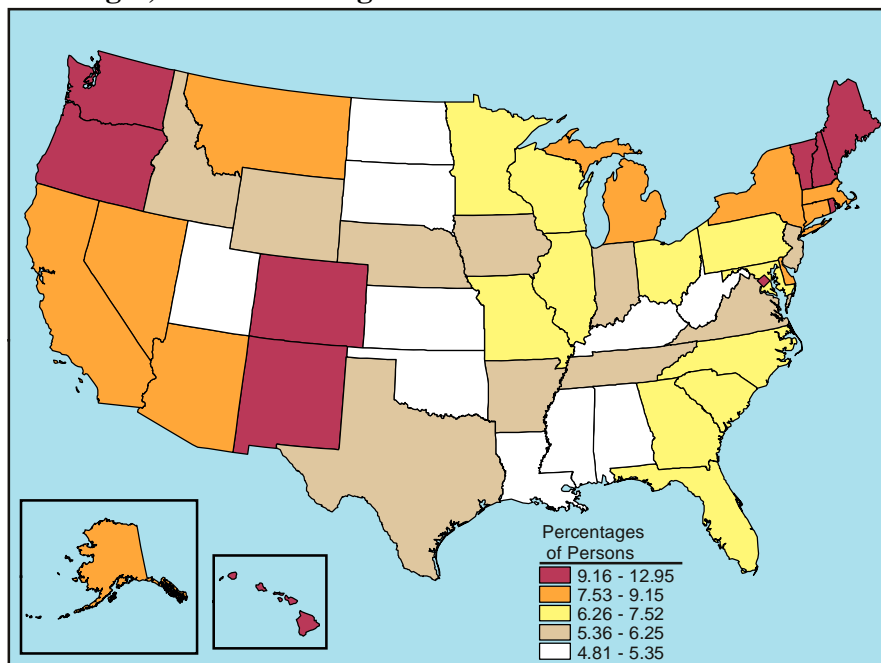 Percentages
of Persons
9.16 - 12.95
7.53 - 9.15
6.26 - 7.52
5.36 - 6.25
4.81 - 5.35